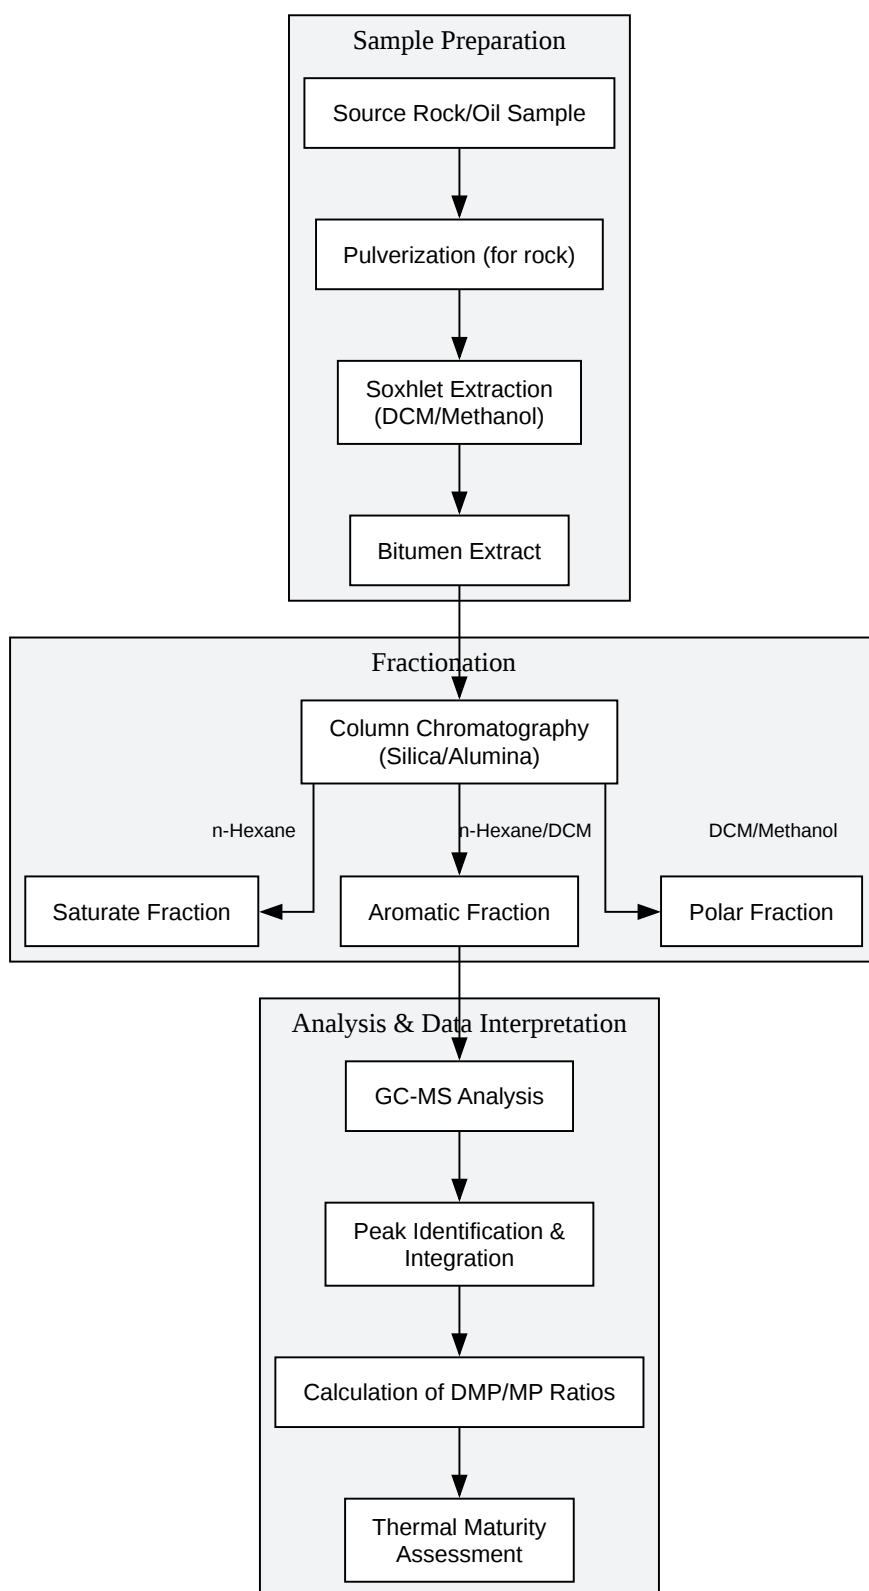 Sample Preparation
Source Rock/Oil Sample
Pulverization (for rock)
Soxhlet Extraction
(DCM/Methanol)
Bitumen Extract
Fractionation
Column Chromatography
(Silica/Alumina)
n-Hexane
n-Hexane/DCM
DCM/Methanol
Saturate Fraction
Aromatic Fraction
Polar Fraction
Analysis & Data Interpretation
GC-MS Analysis
Peak Identification &
Integration
Calculation of DMP/MP Ratios
Thermal Maturity
Assessment